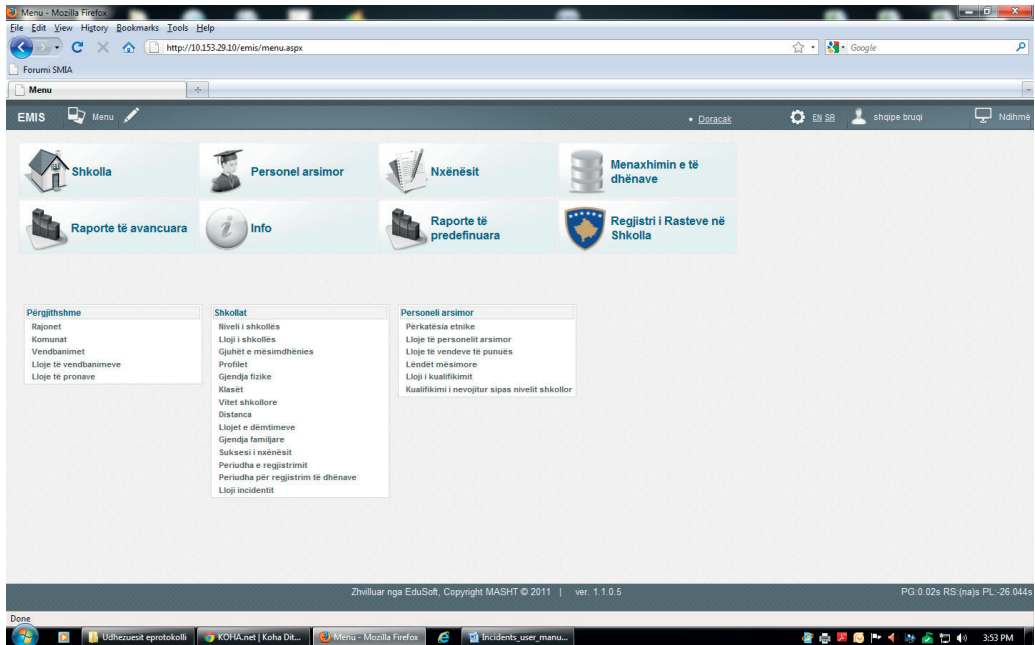 Menu - Mozilla Firefox
File Edit View History Bookmarks Tools Help
http://10.153.29.10/emis/menu.aspx
Google
Forumi SMIA
Menu
EMIS Menu • Doracak EN SR shqipe bruqi Ndihmë
Shkolla
Personel arsimor
Nxënësit
Menaxhimin e të
dhënave
Raporte të avancuara
Info
Raporte të
predefinuara
Regjistri i Rasteve në
Shkolla
Përgjithshme
Rajonet
Komunat
Vendbanimet
Lloje të vendbanimeve
Lloje të pronave
Shkollat
Niveli i shkollës
Lloji i shkollës
Gjuhët e mësimdhënies
Profilet
Gjendja fizike
Klasët
Vitet shkollore
Distanca
Llojet e dëmtimeve
Gjendja familjare
Suksesi i nxënësit
Periudha e regjistrimit
Periudha për regjistrim të dhënave
Lloji incidentit
Personeli arsimor
Përkatësia etnike
Lloje të personelit arsimor
Lloje të vendeve të punuës
Lëndët mësimore
Lloji i kualifikimit
Kualifikimi i nevojitur sipas nivelit shkollor
Zhvilluar nga EduSoft, Copyright MASHT © 2011 | ver. 1.1.0.5
PG:0.02s RS:(na)s PL:-26.044s
Done
Udhezuesit eprotokolli
KOHA.net | Koha Dit...
Menu - Mozilla Firefox
Incidents_user_manu...
3:53 PM